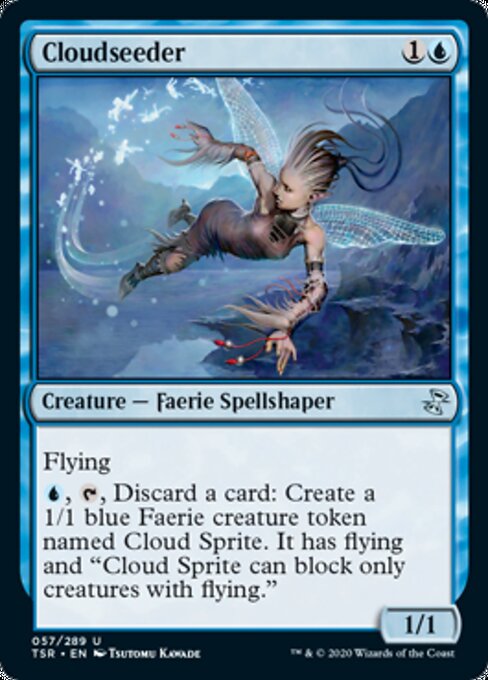 Cloudseeder 1
Creature — Faerie Spellshaper
Flying
, , Discard a card: Create a
1/1 blue Faerie creature token
named Cloud Sprite. It has flying
and “Cloud Sprite can block only
creatures with flying.”
1/1
057/289 U
TSR • EN Tsutomu Kawade
™ & © 2020 Wizards of the Coast